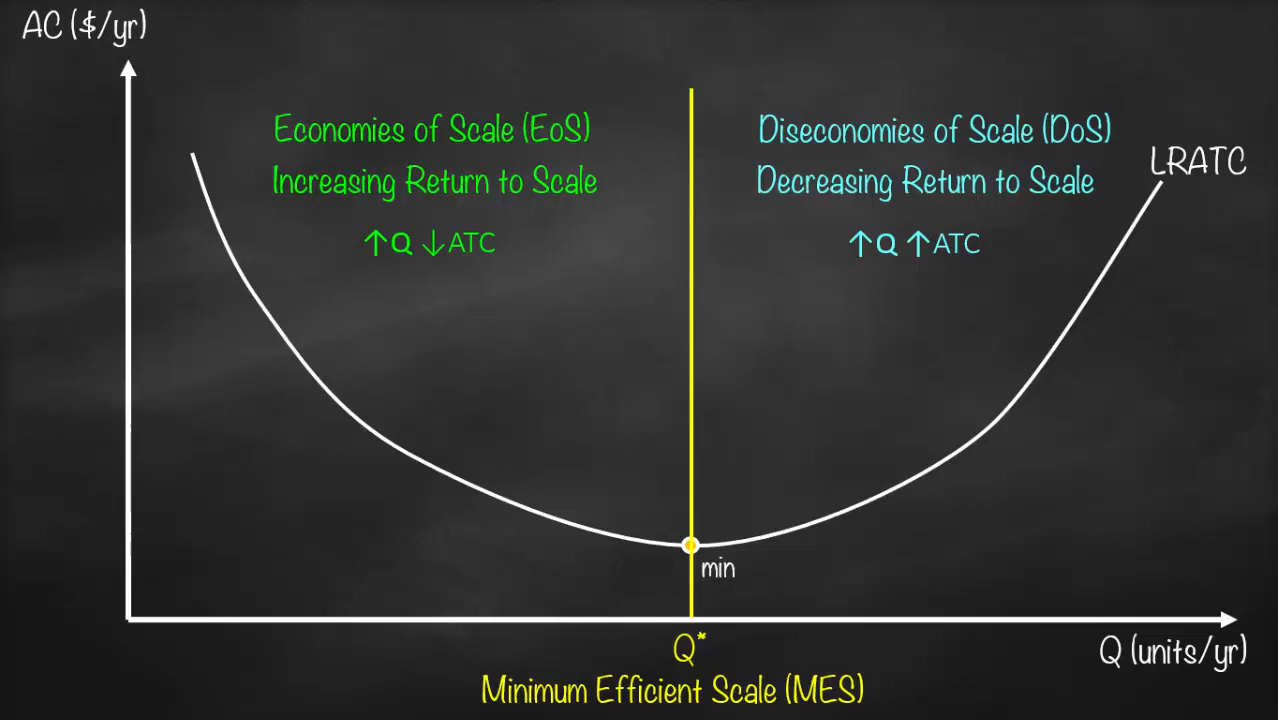 AC ($/yr)
Economies of Scale (EoS)
Increasing Return to Scale
↑Q ↓ATC
Diseconomies of Scale (DoS)
Decreasing Return to Scale
↑Q ↑ATC
LRATC
min
Q*
Q (units/yr)
Minimum Efficient Scale (MES)